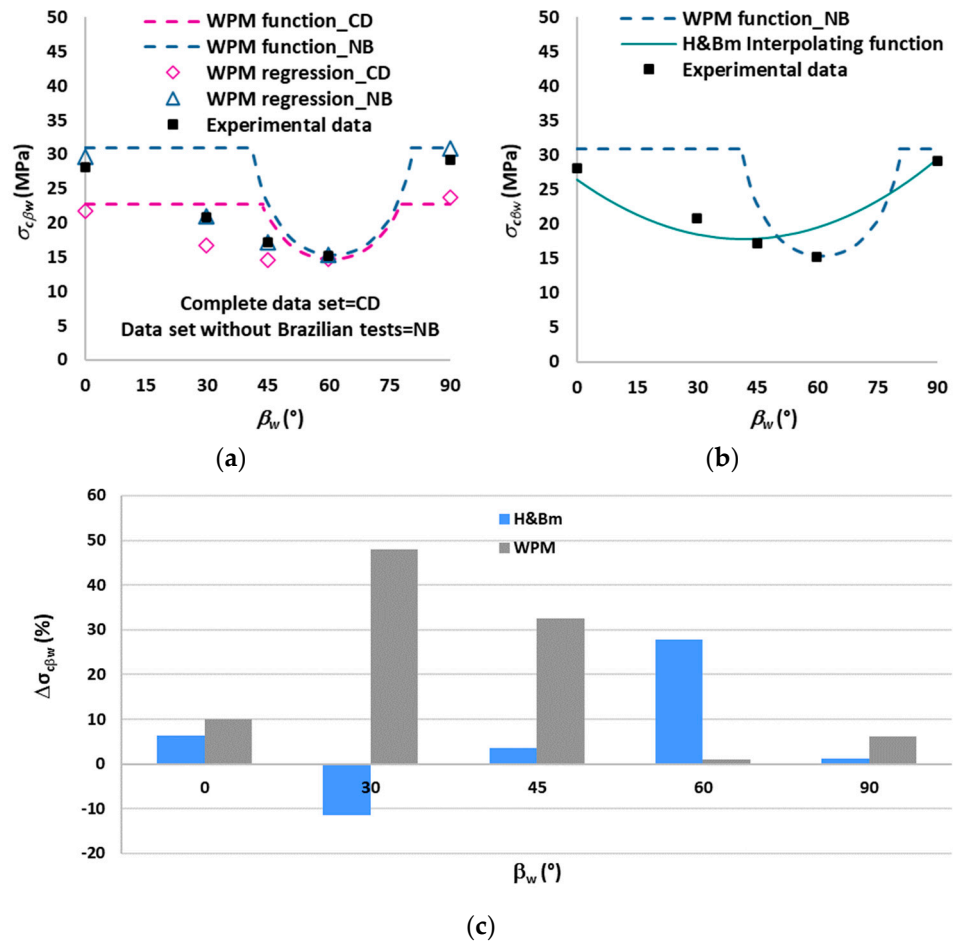 WPM function_CD
WPM function_NB
WPM regression_CD
WPM regression_NB
Experimental data
50
45
40
35
30
25
20
15
10
5
0
σcβw (MPa)
Complete data set=CD
Data set without Brazilian tests=NB
0 15 30 45 60 75 90
βw (°)
(a)
WPM function_NB
H&Bm Interpolating function
Experimental data
50
45
40
35
30
25
20
15
10
5
0
σcβw (MPa)
0 15 30 45 60 75 90
βw (°)
(b)
60
50
40
30
20
10
0
-10
-20
Δσcβw (%)
H&Bm
WPM
0 30 45 60 90
βw (°)
(c)